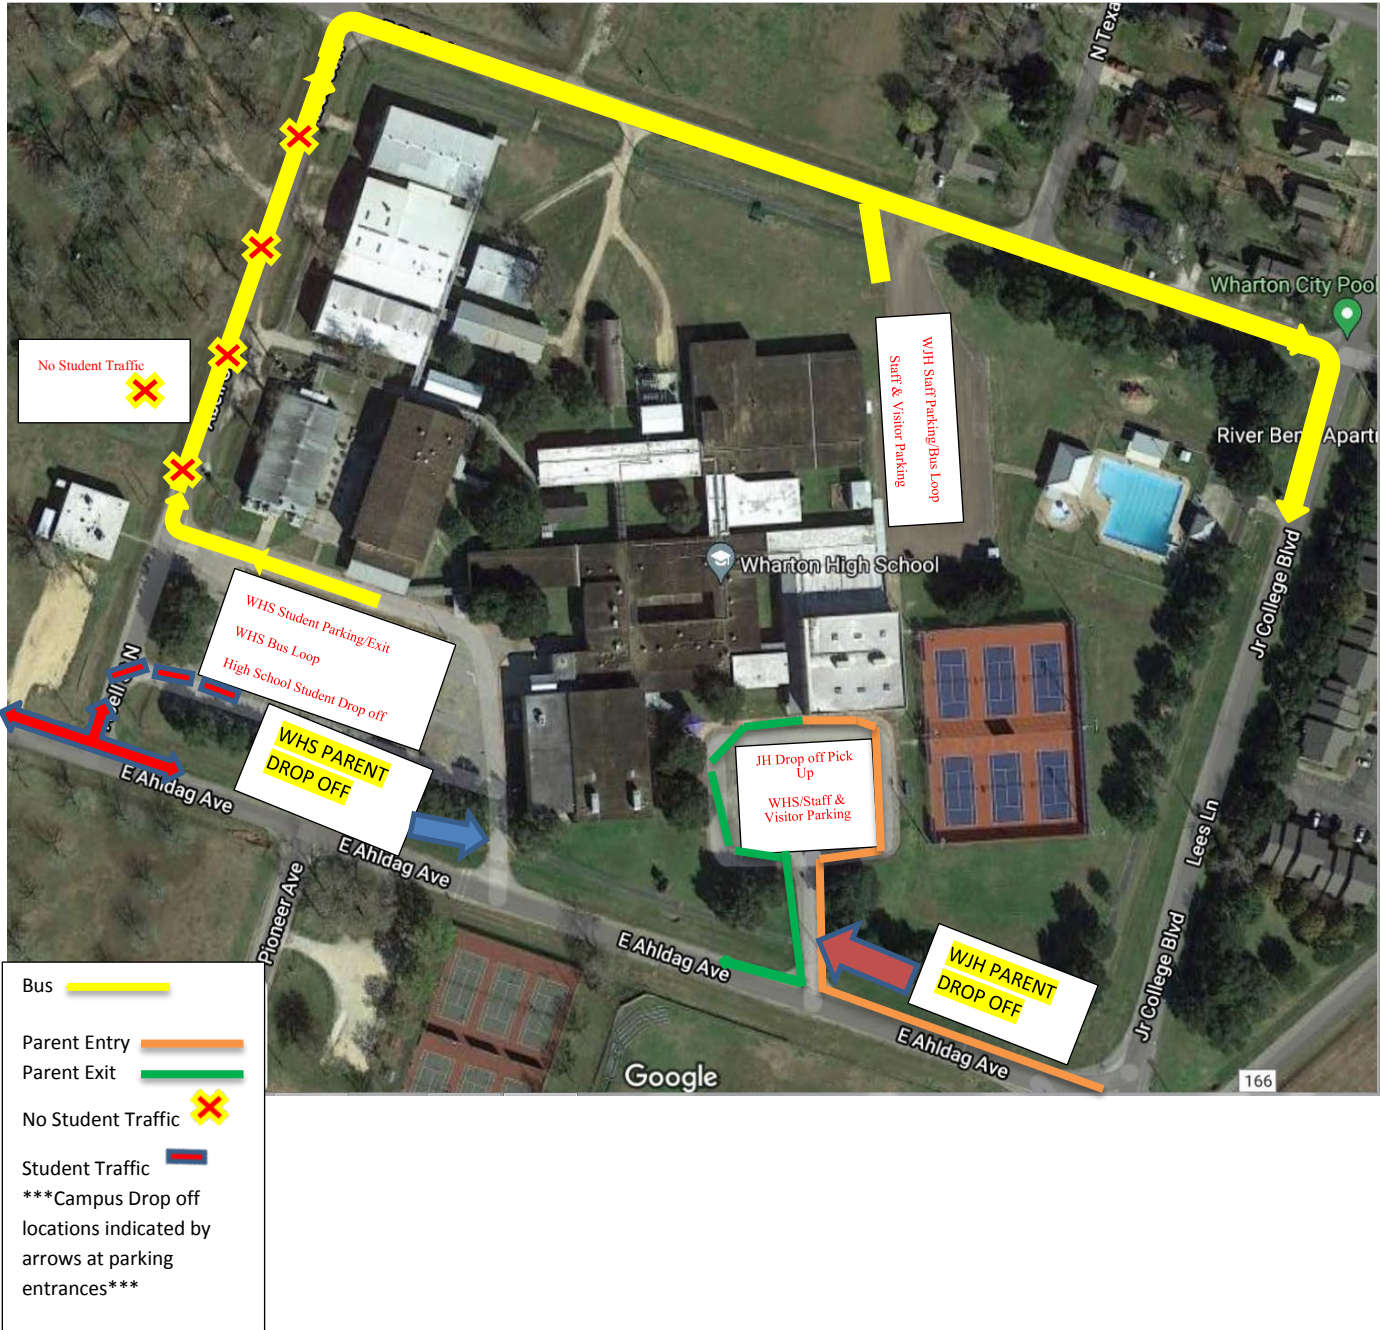 N Texa
Wharton City Pool
No Student Traffic
WJH Staff Parking/Bus Loop
Staff & Visitor Parking
River Bend Apart
Wharton High School
Jr College Blvd
WHS Student Parking/Exit
WHS Bus Loop
High School Student Drop off
WHS PARENT
DROP OFF
JH Drop off Pick
Up
WHS/Staff &
Visitor Parking
E Ahldag Ave
E Ahldag Ave
Lees Ln
Pioneer Ave
E Ahldag Ave
WJH PARENT
DROP OFF
Jr College Blvd
E Ahldag Ave
Google
166
Bus
Parent Entry
Parent Exit
No Student Traffic
Student Traffic
***Campus Drop off
locations indicated by
arrows at parking
entrances***